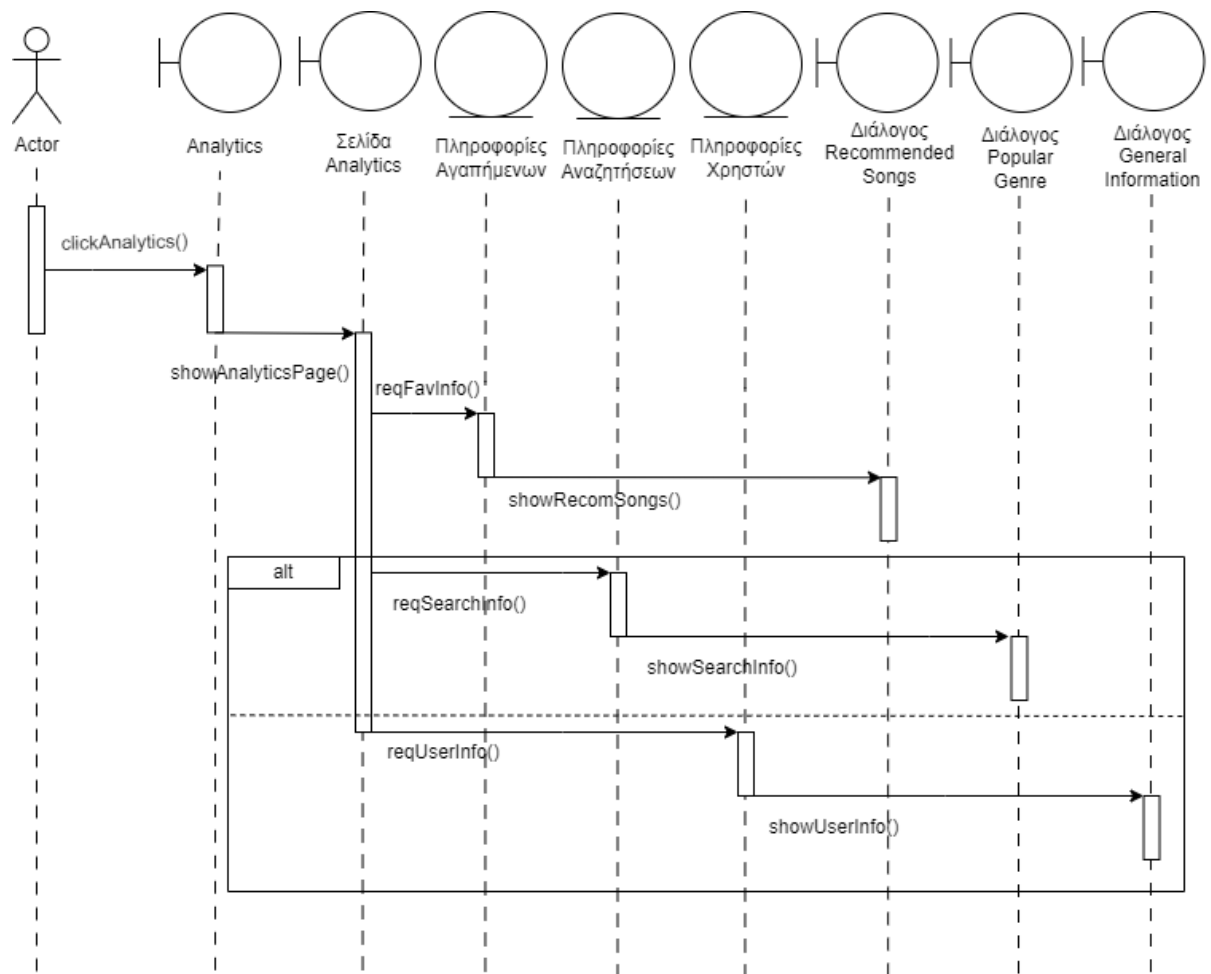 Actor
Analytics
Σελίδα
Analytics
Πληροφορίες
Αγαπήμενων
Πληροφορίες
Αναζητήσεων
Πληροφορίες
Χρηστών
Διάλογος
Recommended
Songs
Διάλογος
Popular
Genre
Διάλογος
General
Information
clickAnalytics()
showAnalyticsPage()
reqFavInfo()
showRecomSongs()
alt
reqSearchInfo()
showSearchInfo()
reqUserInfo()
showUserInfo()